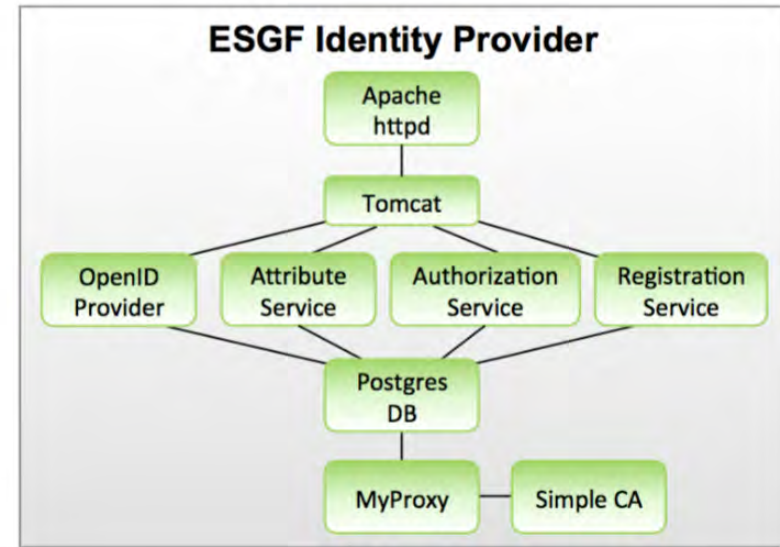 ESGF Identity Provider
Apache
httpd
Tomcat
OpenID
Provider
Attribute
Service
Authorization
Service
Registration
Service
Postgres
DB
MyProxy
Simple CA